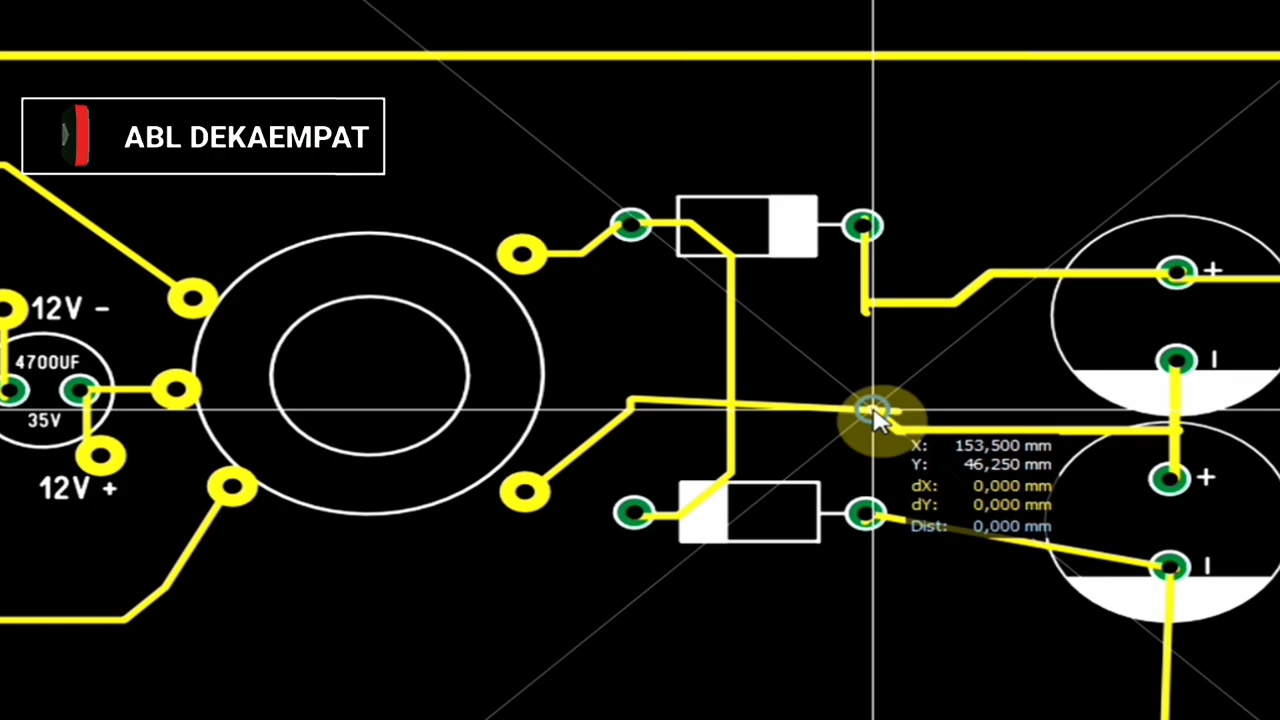 ABL DEKAEMPAT
12V -
4700UF
35V
12V +
+
-
+
-
X: 153,500 mm
Y: 46,250 mm
dX: 0,000 mm
dY: 0,000 mm
Dist: 0,000 mm